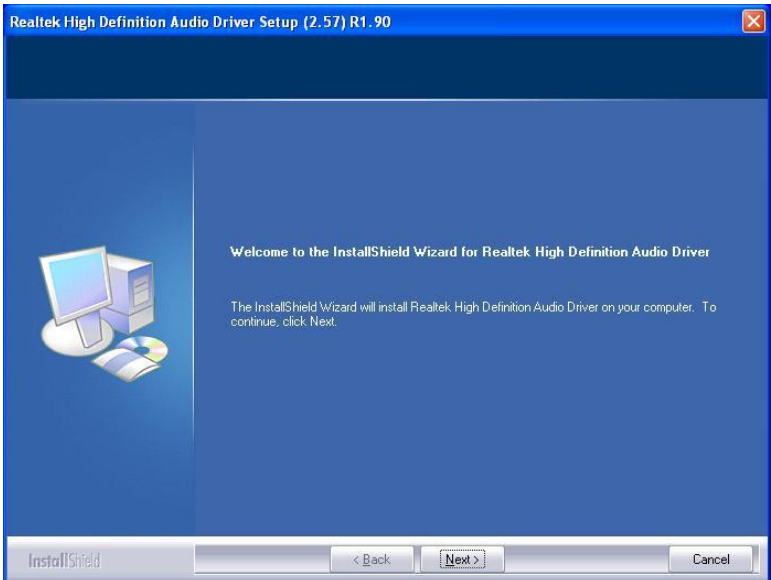 Realtek High Definition Audio Driver Setup (2.57) R1.90
Welcome to the InstallShield Wizard for Realtek High Definition Audio Driver
The InstallShield Wizard will install Realtek High Definition Audio Driver on your computer. To
continue, click Next.
InstallShield
< Back Next > Cancel